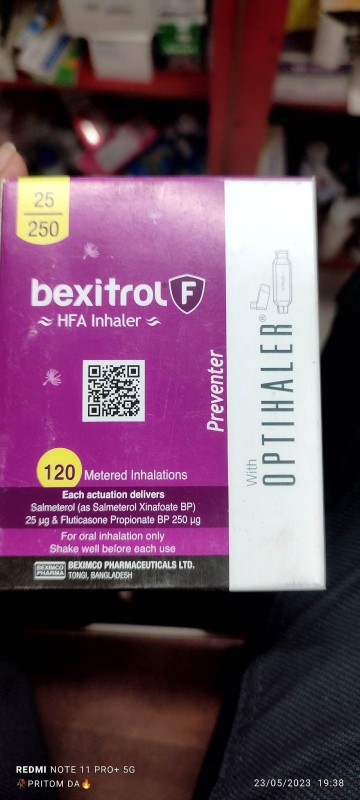 25
250
bexitrol F
HFA Inhaler
Preventer
With OPTIHALER®
120 Metered Inhalations
Each actuation delivers
Salmeterol (as Salmeterol Xinafoate BP)
25 µg & Fluticasone Propionate BP 250 µg
For oral inhalation only
Shake well before each use
BEXIMCO PHARMA
BEXIMCO PHARMACEUTICALS LTD.
TONGI, BANGLADESH
REDMI NOTE 11 PRO+ 5G
🥀PRITOM DA🔥
23/05/2023 19:38